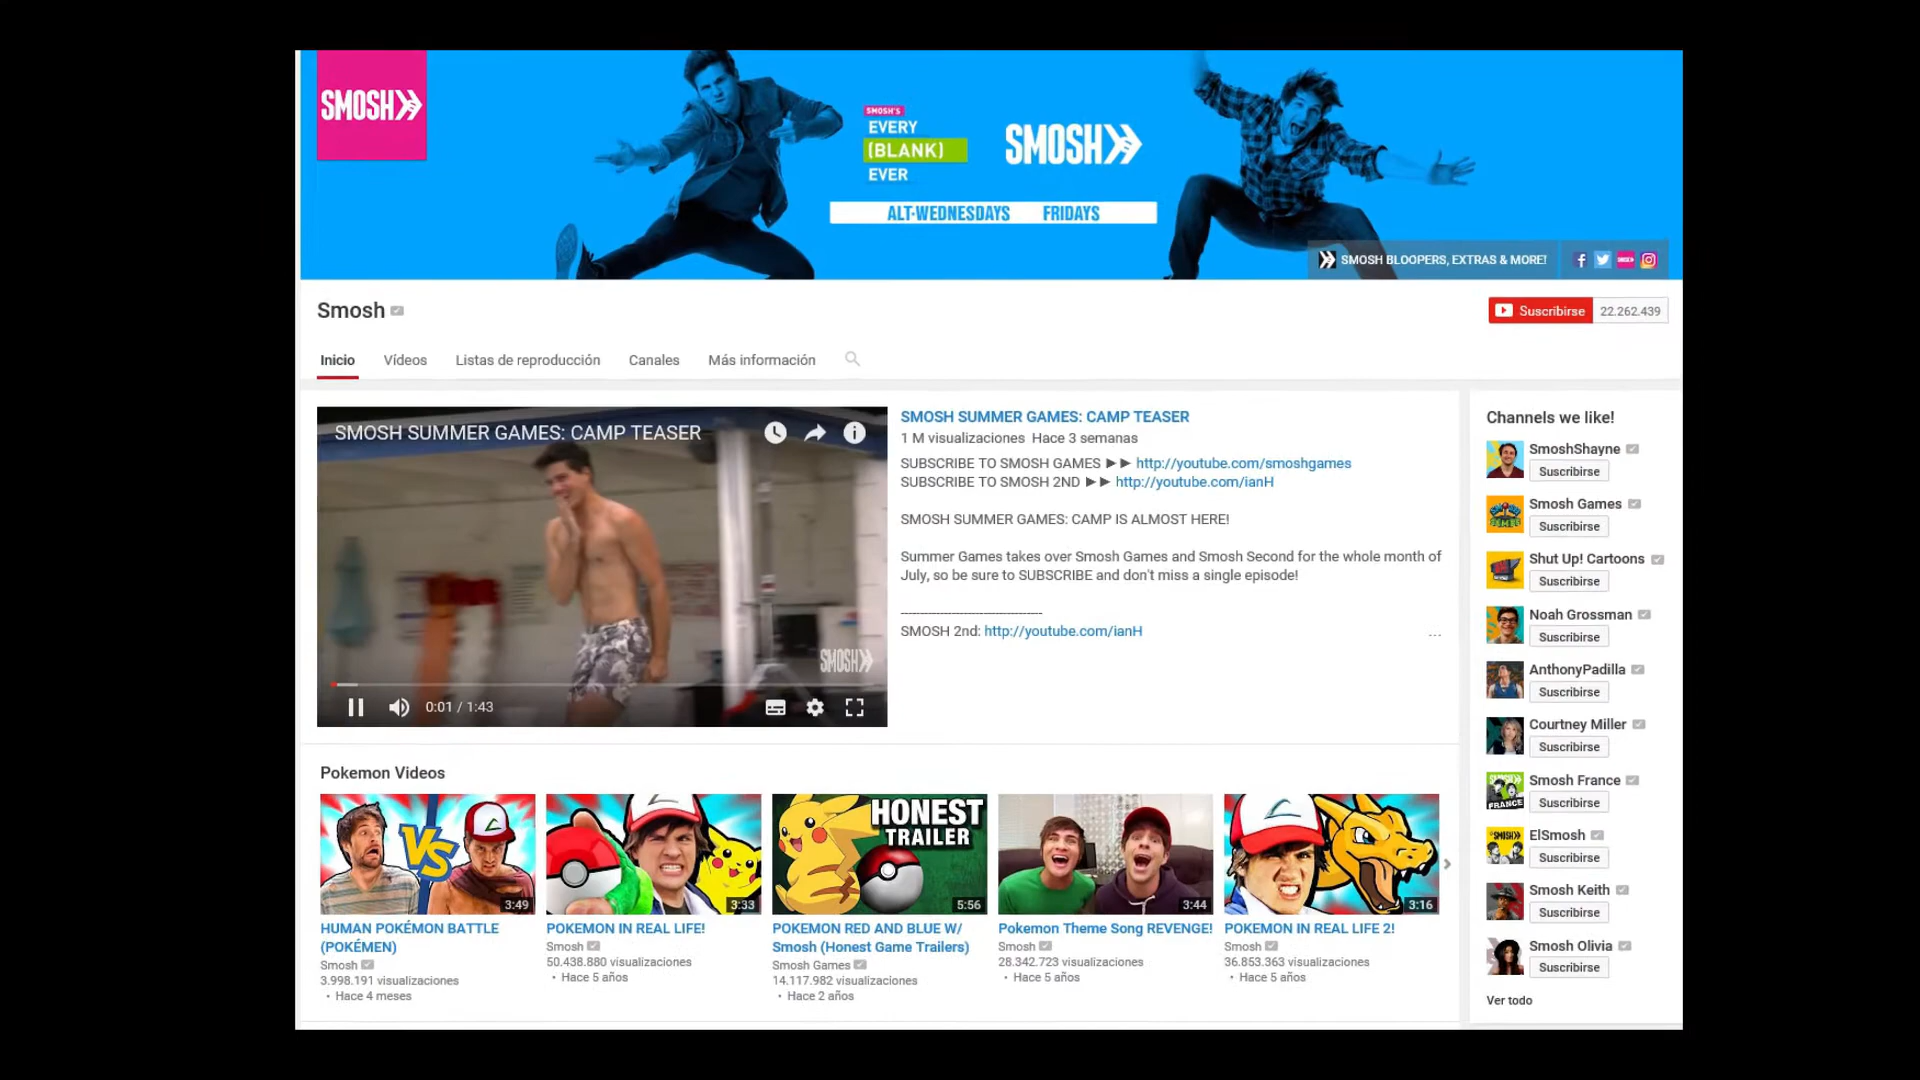 SMOSH
SMOSH'S
EVERY
(BLANK)
EVER
SMOSH
ALT-WEDNESDAYS FRIDAYS
SMOSH BLOOPERS, EXTRAS & MORE!
Smosh
Suscribirse 22.262.439
Inicio Vídeos Listas de reproducción Canales Más información
SMOSH SUMMER GAMES: CAMP TEASER
SMOSH
0:01 / 1:43
SMOSH SUMMER GAMES: CAMP TEASER
1 M visualizaciones Hace 3 semanas
SUBSCRIBE TO SMOSH GAMES ►► http://youtube.com/smoshgames
SUBSCRIBE TO SMOSH 2ND ►► http://youtube.com/ianH
SMOSH SUMMER GAMES: CAMP IS ALMOST HERE!
Summer Games takes over Smosh Games and Smosh Second for the whole month of
July, so be sure to SUBSCRIBE and don't miss a single episode!
------------------------------------
SMOSH 2nd: http://youtube.com/ianH
...
Channels we like!
SmoshShayne
Suscribirse
Smosh Games
Suscribirse
Shut Up! Cartoons
Suscribirse
Noah Grossman
Suscribirse
AnthonyPadilla
Suscribirse
Courtney Miller
Suscribirse
Smosh France
FRANCE
Suscribirse
ElSmosh
Suscribirse
Smosh Keith
Suscribirse
Smosh Olivia
Suscribirse
Ver todo
Pokemon Videos
VS
3:49
HUMAN POKÉMON BATTLE
(POKÉMEN)
Smosh
3.998.191 visualizaciones
• Hace 4 meses
3:33
POKEMON IN REAL LIFE!
Smosh
50.438.880 visualizaciones
• Hace 5 años
HONEST
TRAILER
5:56
POKEMON RED AND BLUE W/
Smosh (Honest Game Trailers)
Smosh Games
14.117.982 visualizaciones
• Hace 2 años
3:44
Pokemon Theme Song REVENGE!
Smosh
28.342.723 visualizaciones
• Hace 5 años
3:16
POKEMON IN REAL LIFE 2!
Smosh
36.853.363 visualizaciones
• Hace 5 años